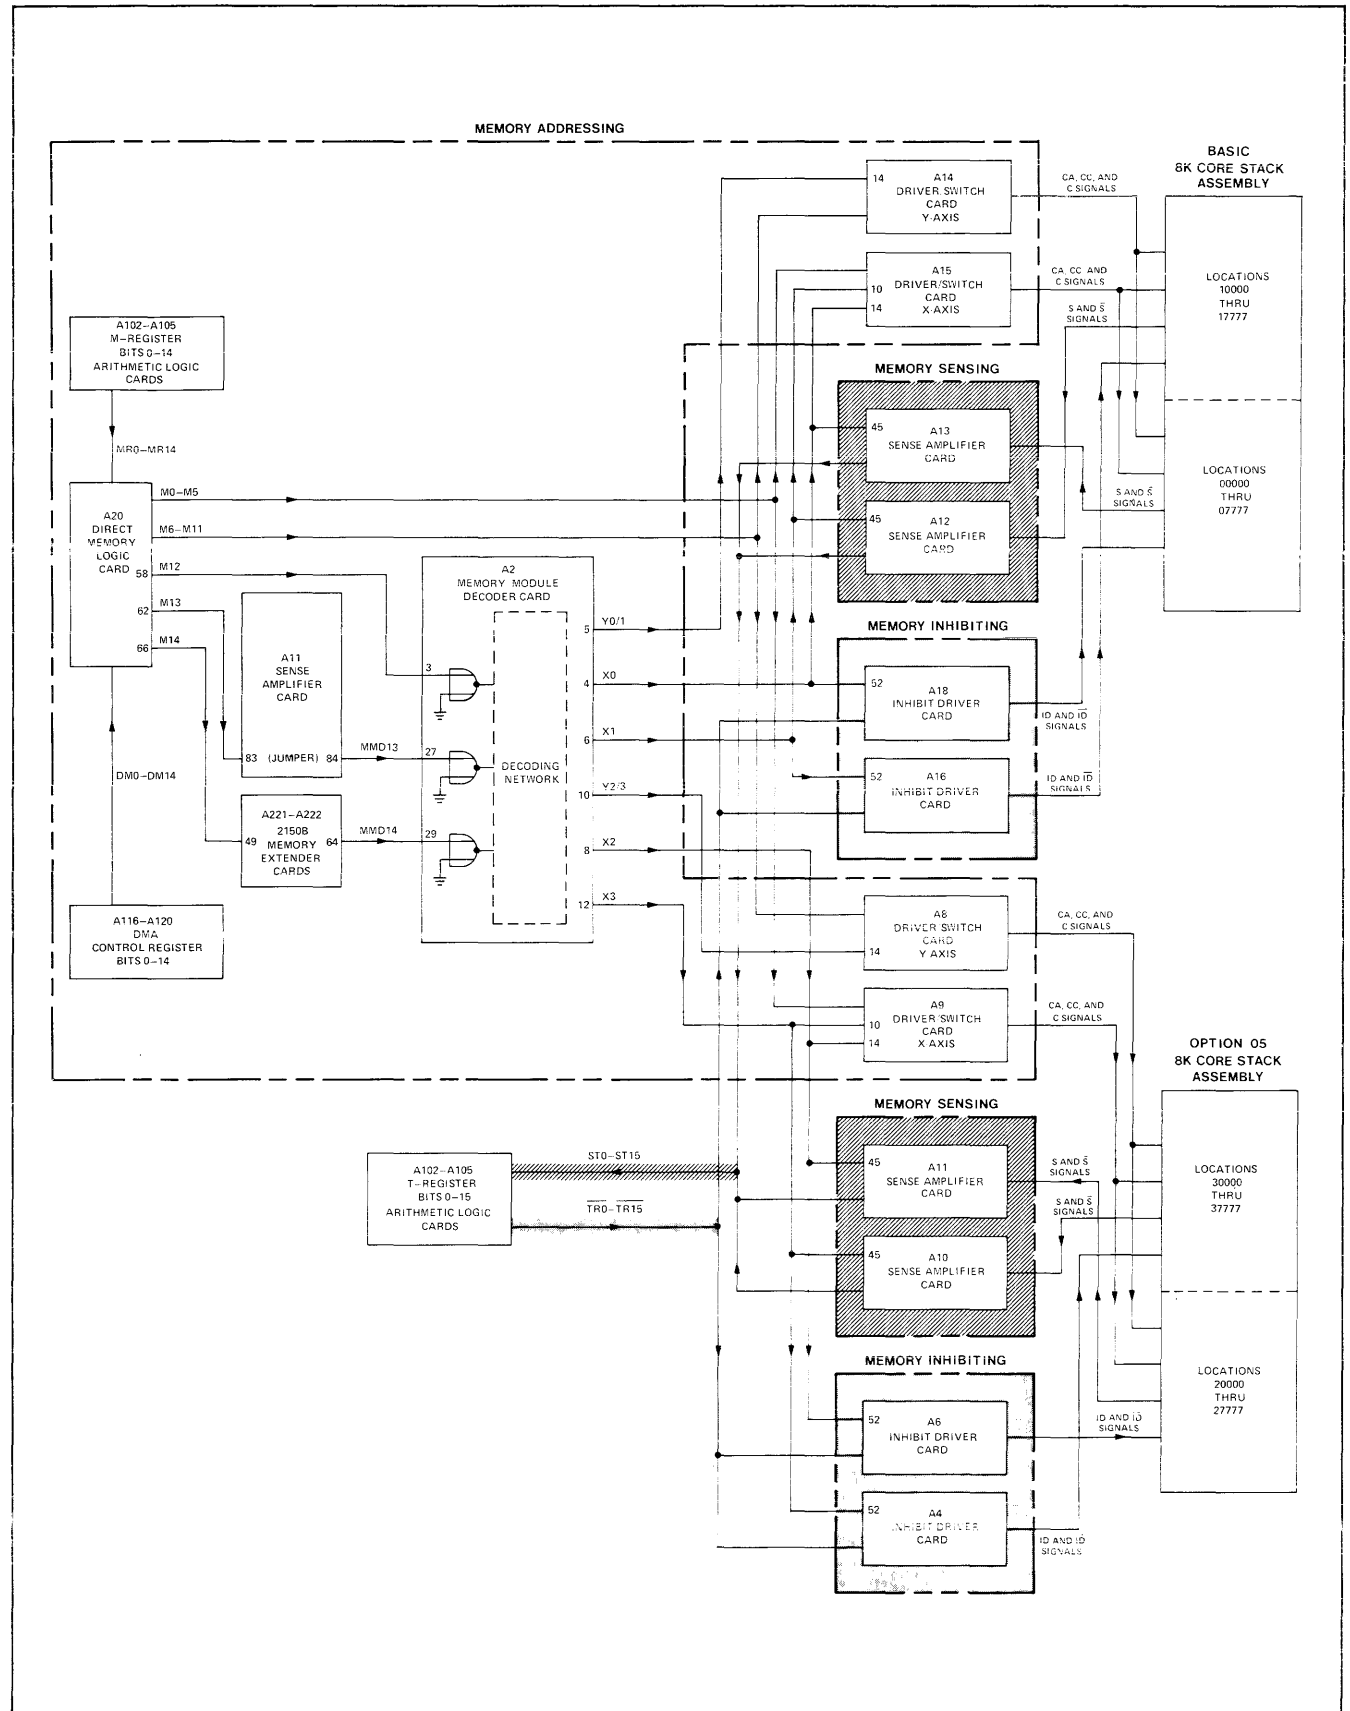 MEMORY ADDRESSING
BASIC
8K CORE STACK
ASSEMBLY
14
A14
DRIVER/SWITCH
CARD
Y-AXIS
CA, CC, AND
C SIGNALS
10
14
A15
DRIVER/SWITCH
CARD
X-AXIS
CA, CC AND
C SIGNALS
S AND S̄
SIGNALS
LOCATIONS
10000
THRU
17777
A102-A105
M-REGISTER
BITS 0-14
ARITHMETIC LOGIC
CARDS
MR0-MR14
MEMORY SENSING
45
A13
SENSE AMPLIFIER
CARD
45
A12
SENSE AMPLIFIER
CARD
S AND S̄
SIGNALS
LOCATIONS
00000
THRU
07777
A20
DIRECT
MEMORY
LOGIC
CARD
58
62
66
M0-M5
M6-M11
M12
M13
M14
A11
SENSE
AMPLIFIER
CARD
83 (JUMPER) 84
MMD13
A221-A222
2150B
MEMORY
EXTENDER
CARDS
49
64
MMD14
DM0-DM14
A116-A120
DMA
CONTROL REGISTER
BITS 0-14
A2
MEMORY MODULE
DECODER CARD
3
27
29
DECODING
NETWORK
5
Y0/1
4
X0
6
X1
10
Y2/3
8
X2
12
X3
MEMORY INHIBITING
52
A18
INHIBIT DRIVER
CARD
ID AND I̅D̅
SIGNALS
52
A16
INHIBIT DRIVER
CARD
ID AND I̅D̅
SIGNALS
A8
DRIVER SWITCH
CARD
Y AXIS
14
CA, CC, AND
C SIGNALS
10
14
A9
DRIVER/SWITCH
CARD
X-AXIS
CA, CC, AND
C SIGNALS
OPTION 05
8K CORE STACK
ASSEMBLY
MEMORY SENSING
A102-A105
T-REGISTER
BITS 0-15
ARITHMETIC LOGIC
CARDS
ST0-ST15
T̅R̅0̅-T̅R̅1̅5̅
45
A11
SENSE AMPLIFIER
CARD
S AND S̄
SIGNALS
S AND S̄
SIGNALS
45
A10
SENSE AMPLIFIER
CARD
LOCATIONS
30000
THRU
37777
MEMORY INHIBITING
52
A6
INHIBIT DRIVER
CARD
ID AND I̅D̅
SIGNALS
52
A4
INHIBIT DRIVER
CARD
ID AND I̅D̅
SIGNALS
LOCATIONS
20000
THRU
27777